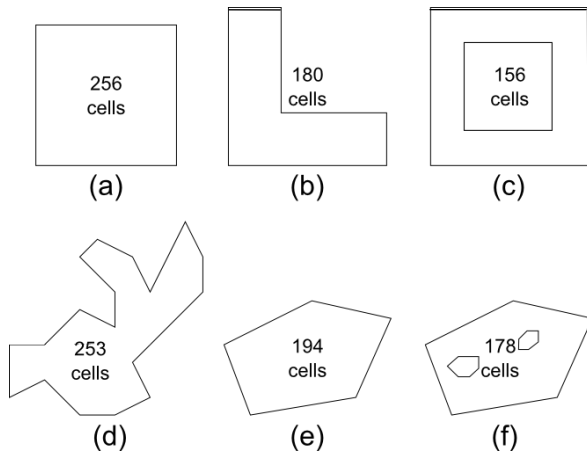 256
cells
(a)
180
cells
(b)
156
cells
(c)
253
cells
(d)
194
cells
(e)
178
cells
(f)